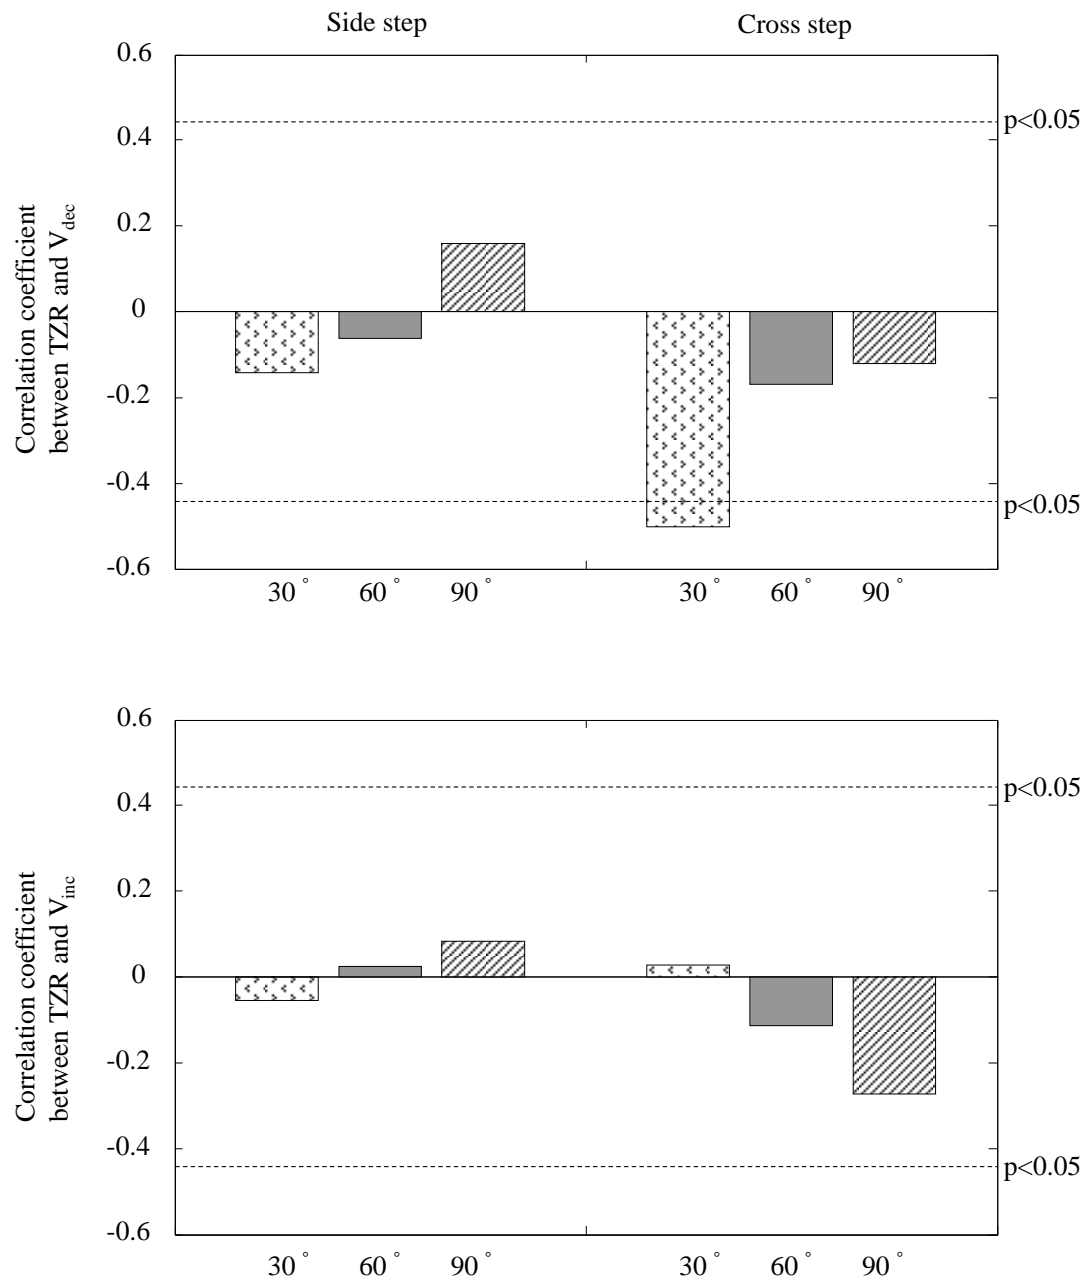 Side step
Cross step
0.6
0.4
0.2
0
-0.2
-0.4
-0.6
Correlation coefficient
between TZR and Vdec
p<0.05
p<0.05
30° 60° 90°
30° 60° 90°
0.6
0.4
0.2
0
-0.2
-0.4
-0.6
Correlation coefficient
between TZR and Vinc
p<0.05
p<0.05
30° 60° 90°
30° 60° 90°